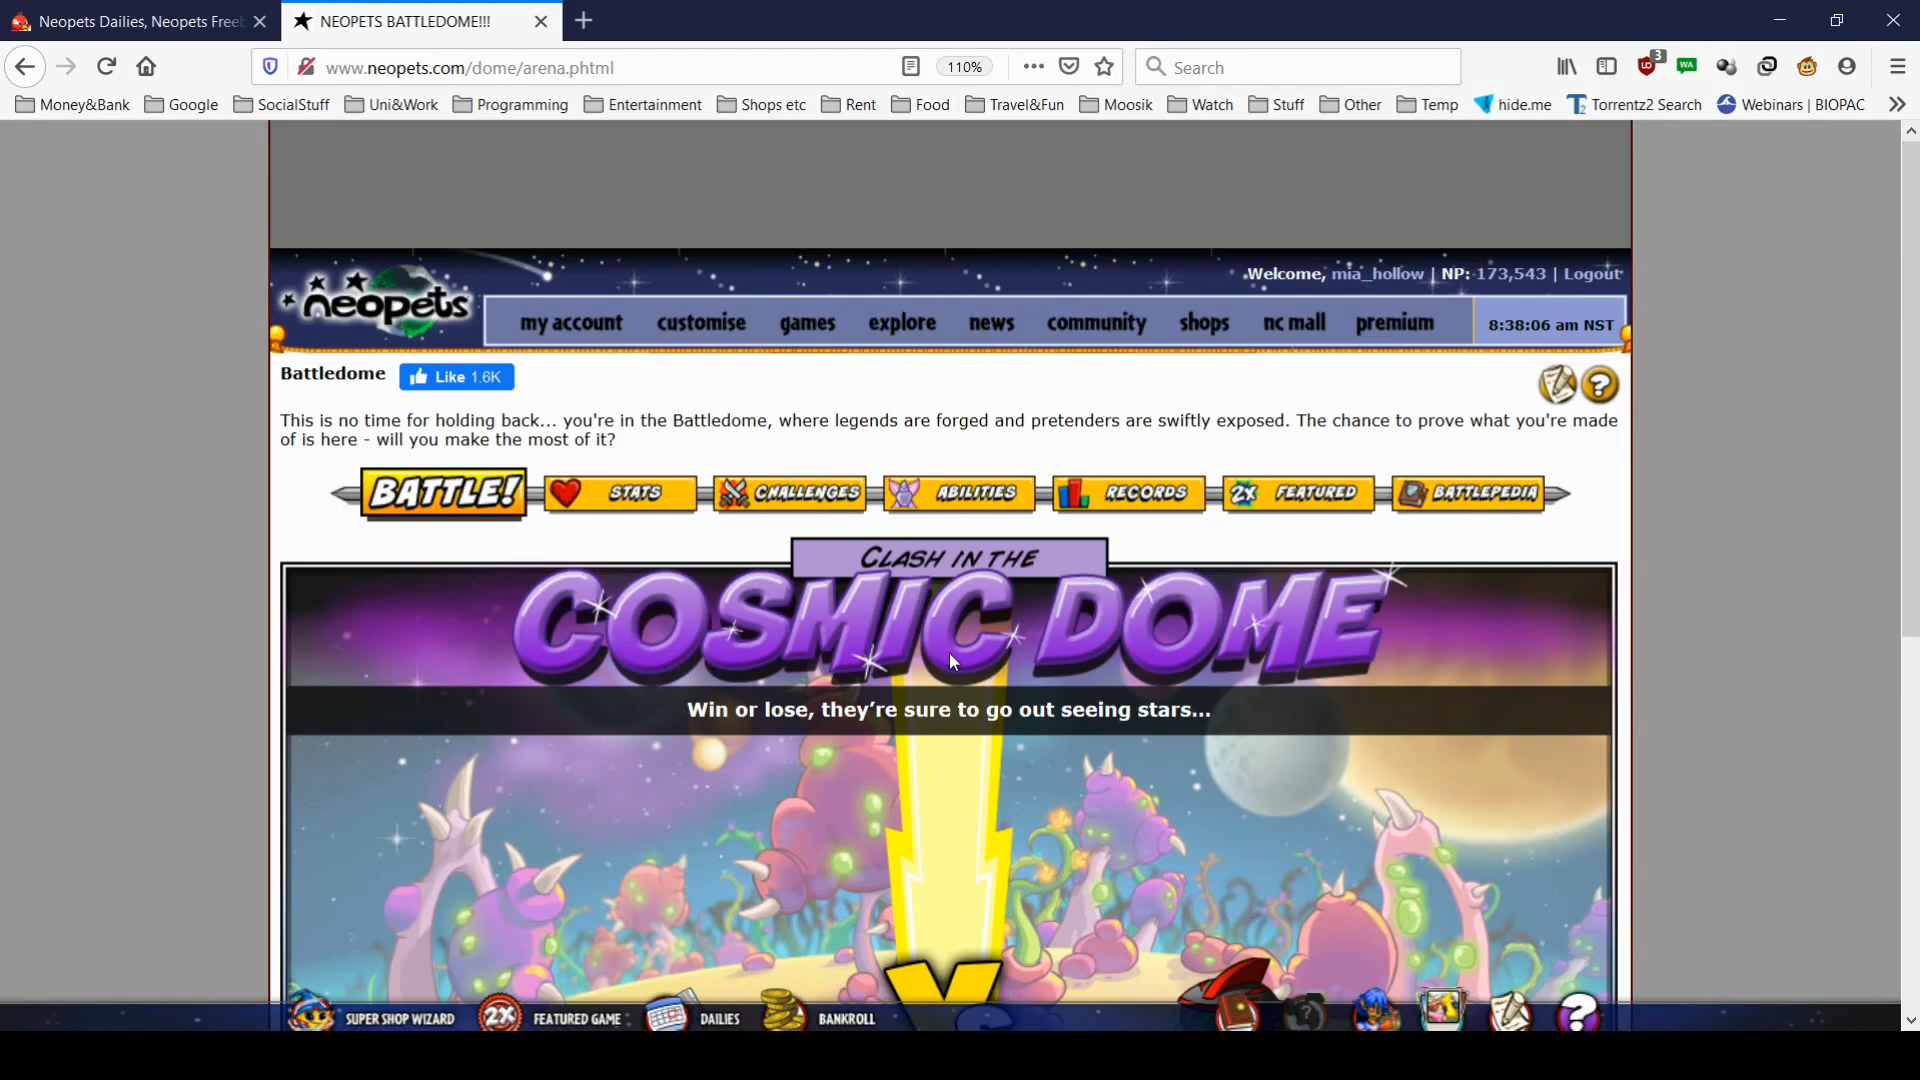 Neopets Dailies, Neopets Freeb
NEOPETS BATTLEDOME!!!
www.neopets.com/dome/arena.phtml
110%
Search
3
Money&Bank
Google
SocialStuff
Uni&Work
Programming
Entertainment
Shops etc
Rent
Food
Travel&Fun
Moosik
Watch
Stuff
Other
Temp
hide.me
Torrentz2 Search
Webinars | BIOPAC
neopets
Welcome, mia_hollow | NP: 173,543 | Logout
my account
customise
games
explore
news
community
shops
nc mall
premium
8:38:06 am NST
Battledome
Like 1.6K
This is no time for holding back... you're in the Battledome, where legends are forged and pretenders are swiftly exposed. The chance to prove what you're made
of is here - will you make the most of it?
BATTLE!
STATS
CHALLENGES
ABILITIES
RECORDS
2X FEATURED
BATTLEPEDIA
CLASH IN THE
COSMIC DOME
Win or lose, they're sure to go out seeing stars...
SUPER SHOP WIZARD
2X
FEATURED GAME
DAILIES
BANKROLL